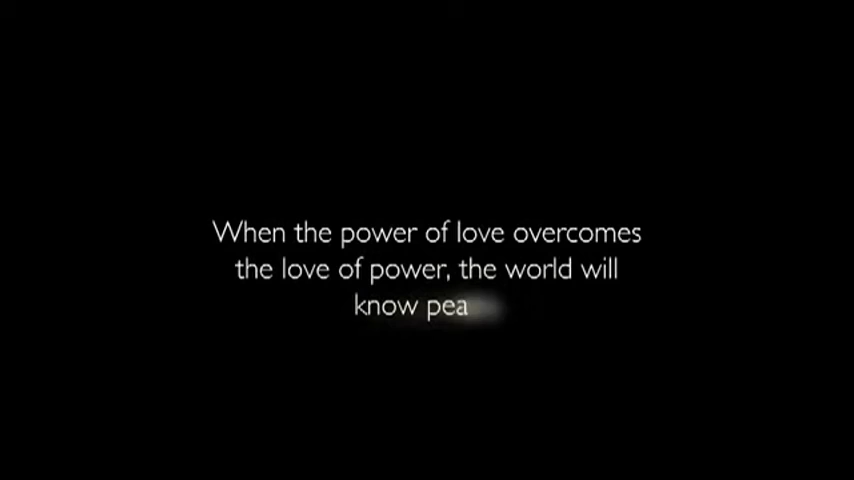 When the power of love overcomes
the love of power, the world will
know pea